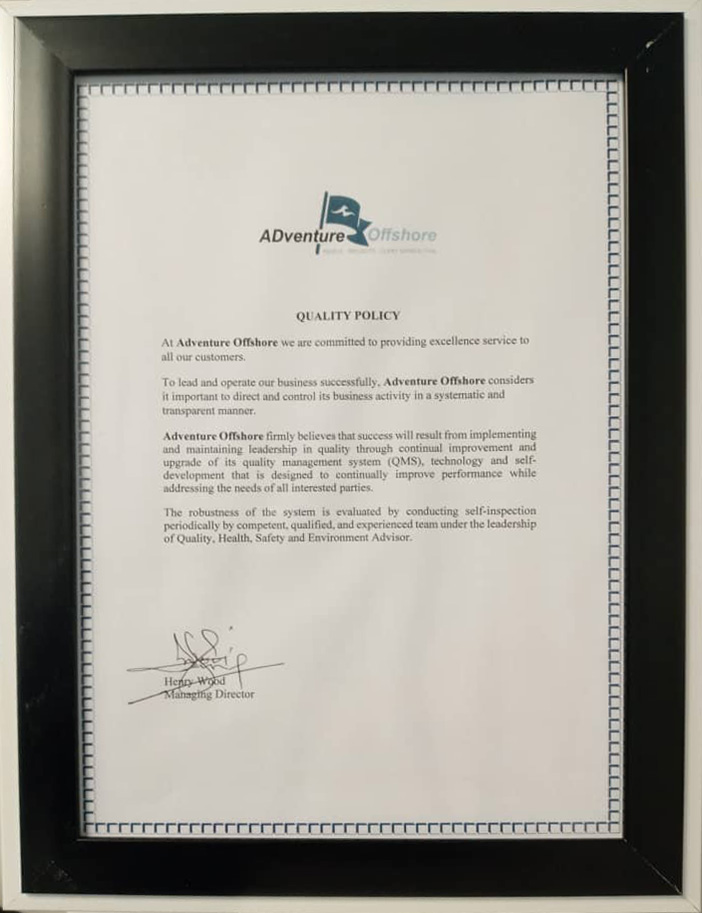 ADventure Offshore
QUALITY POLICY
At Adventure Offshore we are committed to providing excellence service to
all our customers.
To lead and operate our business successfully, Adventure Offshore considers
it important to direct and control its business activity in a systematic and
transparent manner.
Adventure Offshore firmly believes that success will result from implementing
and maintaining leadership in quality through continual improvement and
upgrade of its quality management system (QMS), technology and self-
development that is designed to continually improve performance while
addressing the needs of all interested parties.
The robustness of the system is evaluated by conducting self-inspection
periodically by competent, qualified, and experienced team under the leadership
of Quality, Health, Safety and Environment Advisor.
Henry Wood
Managing Director